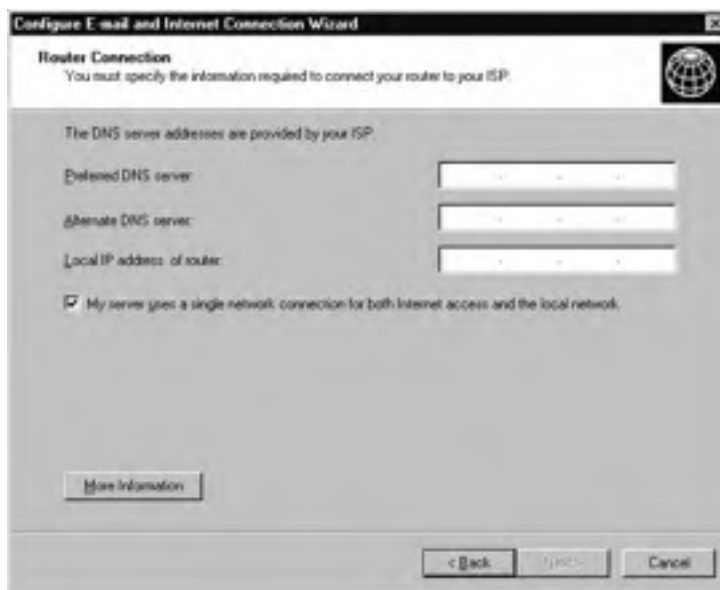 Configure E-mail and Internet Connection Wizard
Router Connection
You must specify the information required to connect your router to your ISP.
The DNS server addresses are provided by your ISP.
Preferred DNS server:
Alternate DNS server:
Local IP address of router:
My server uses a single network connection for both Internet access and the local network.
More Information
< Back
Next >
Cancel